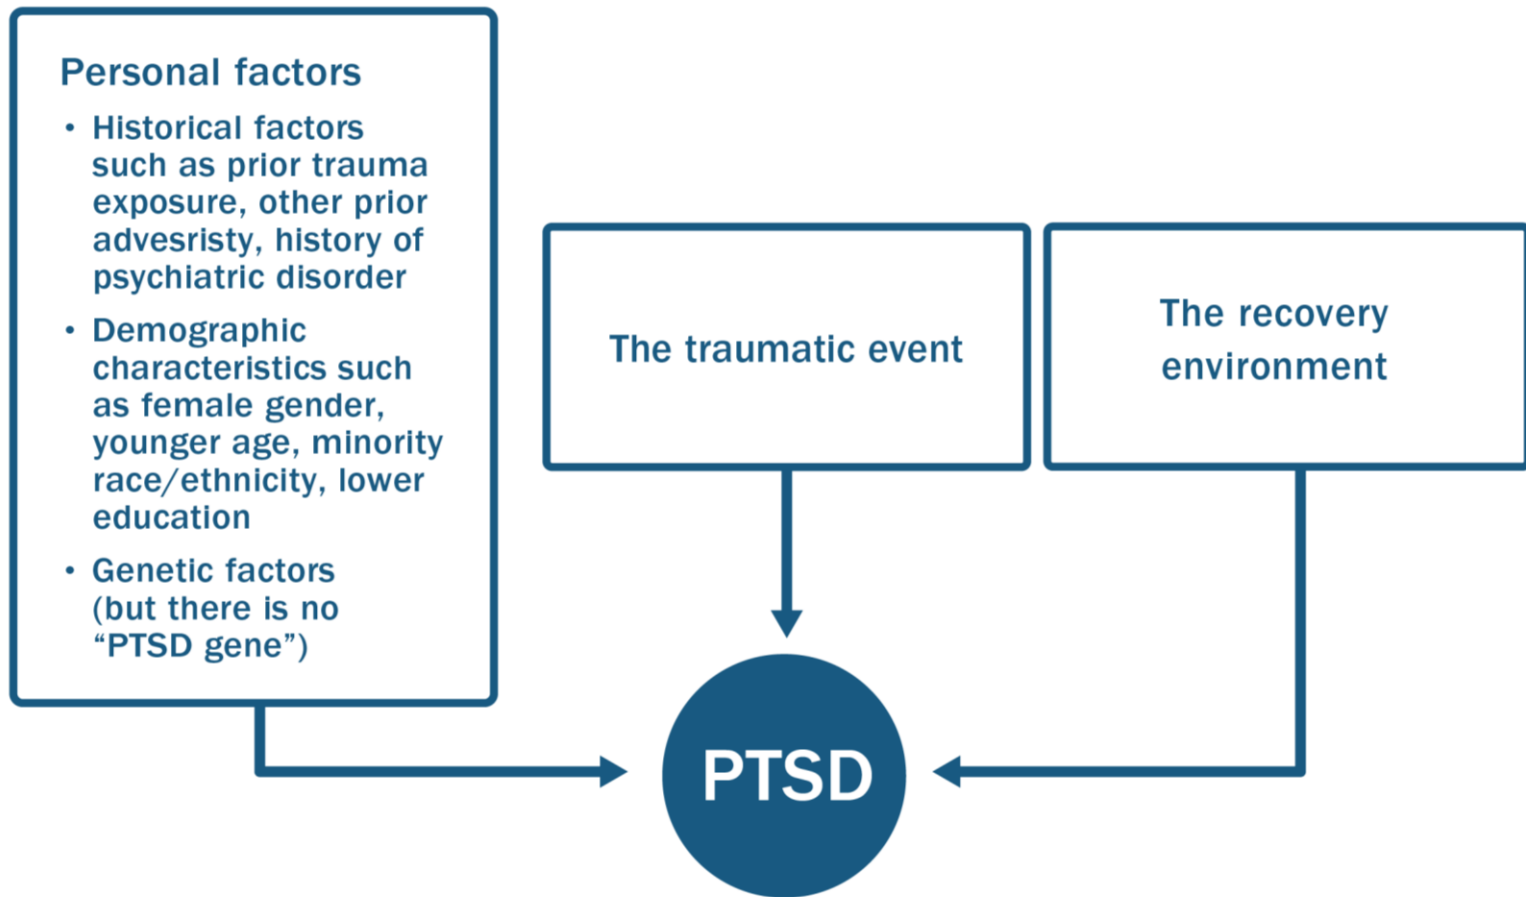 Personal factors
• Historical factors
such as prior trauma
exposure, other prior
advesristy, history of
psychiatric disorder
• Demographic
characteristics such
as female gender,
younger age, minority
race/ethnicity, lower
education
• Genetic factors
(but there is no
“PTSD gene”)
The traumatic event
The recovery
environment
PTSD